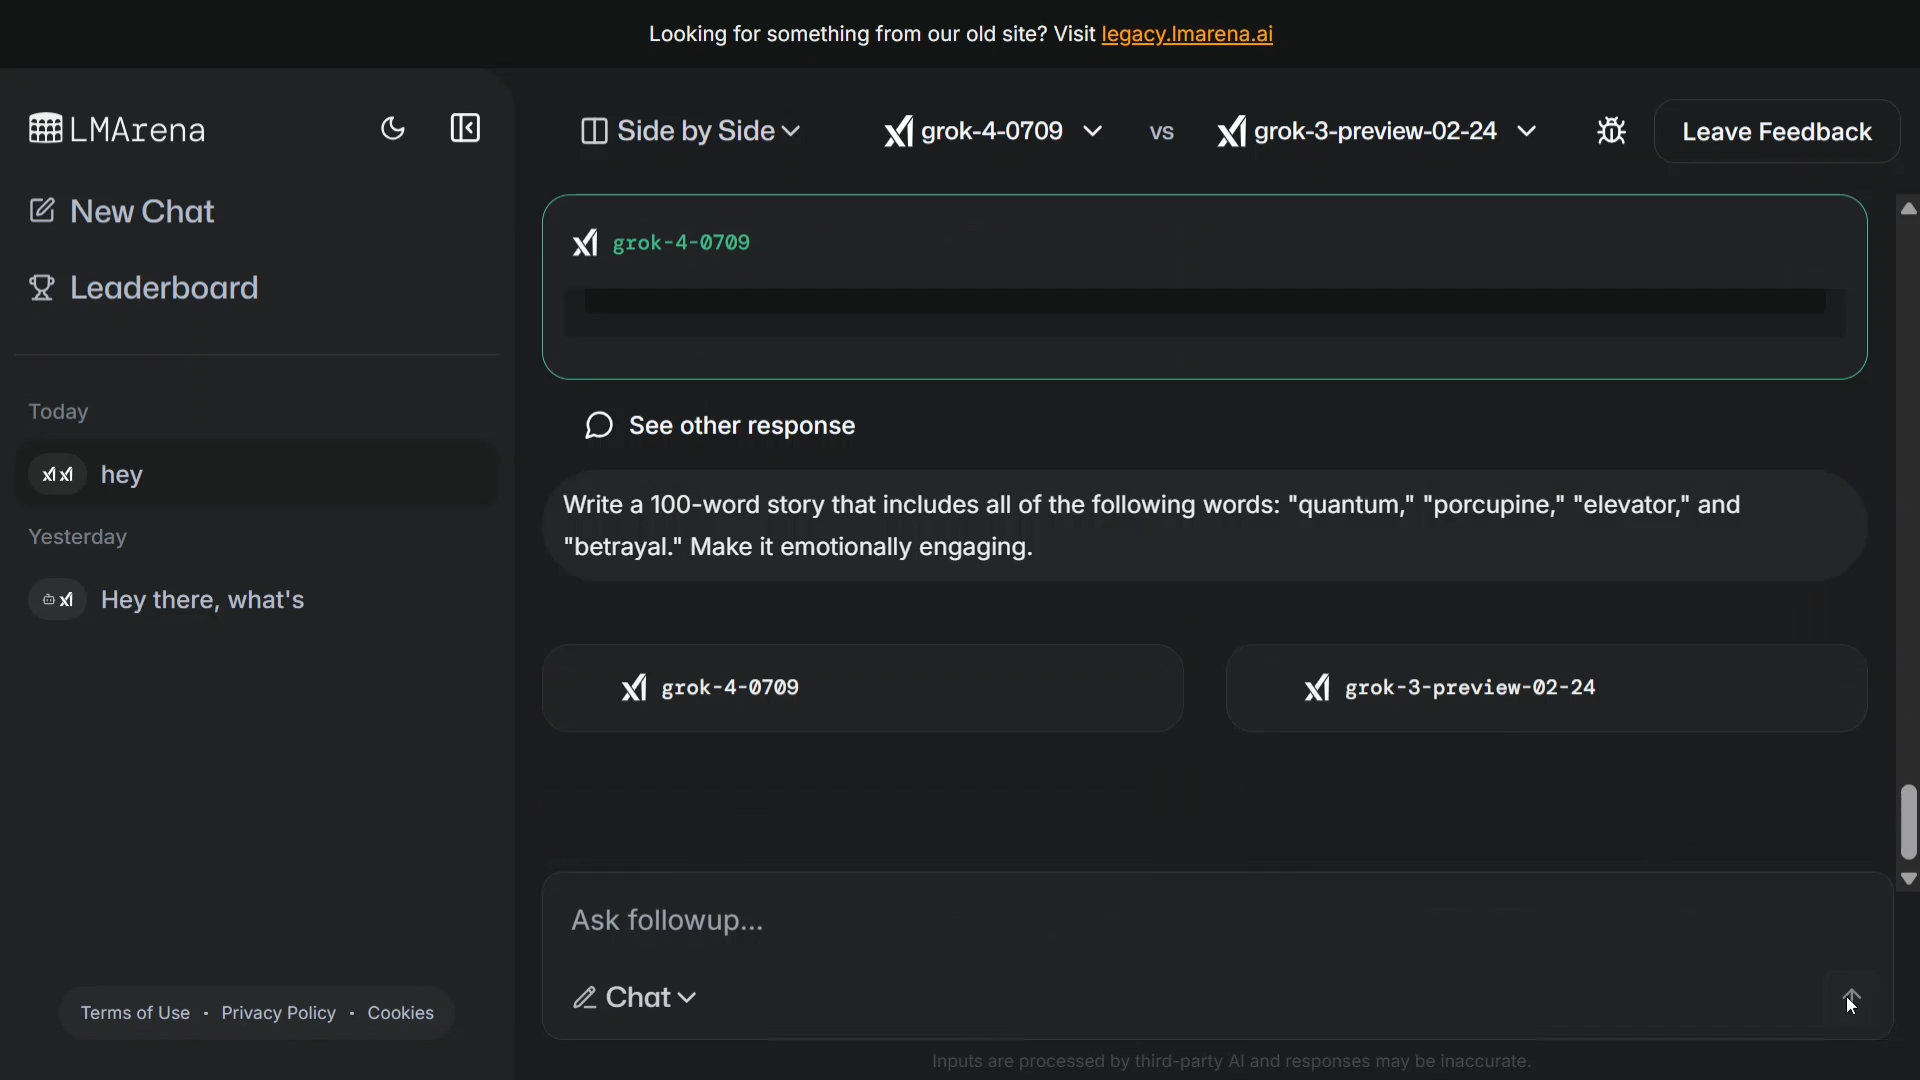 Looking for something from our old site? Visit legacy.lmarena.ai
LMArena
Side by Side
grok-4-0709
vs
grok-3-preview-02-24
Leave Feedback
New Chat
Leaderboard
Today
hey
Yesterday
Hey there, what's
grok-4-0709
See other response
Write a 100-word story that includes all of the following words: "quantum," "porcupine," "elevator," and
"betrayal." Make it emotionally engaging.
grok-4-0709
grok-3-preview-02-24
Ask followup...
Chat
Terms of Use · Privacy Policy · Cookies
Inputs are processed by third-party AI and responses may be inaccurate.